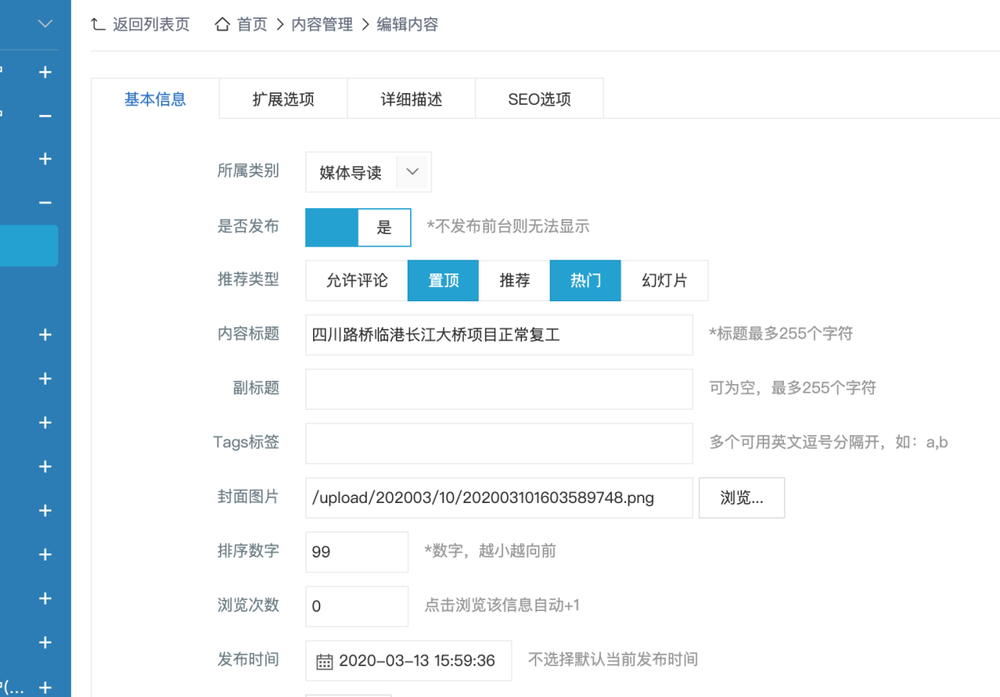 返回列表页 首页 内容管理 编辑内容
基本信息 扩展选项 详细描述 SEO选项
所属类别 媒体导读
是否发布 是 *不发布前台则无法显示
推荐类型 允许评论 置顶 推荐 热门 幻灯片
内容标题 四川路桥临港长江大桥项目正常复工 *标题最多255个字符
副标题 可为空，最多255个字符
Tags标签 多个可用英文逗号分隔开，如：a,b
封面图片 /upload/202003/10/202003101603589748.png 浏览...
排序数字 99 *数字，越小越向前
浏览次数 0 点击浏览该信息自动+1
发布时间 2020-03-13 15:59:36 不选择默认当前发布时间